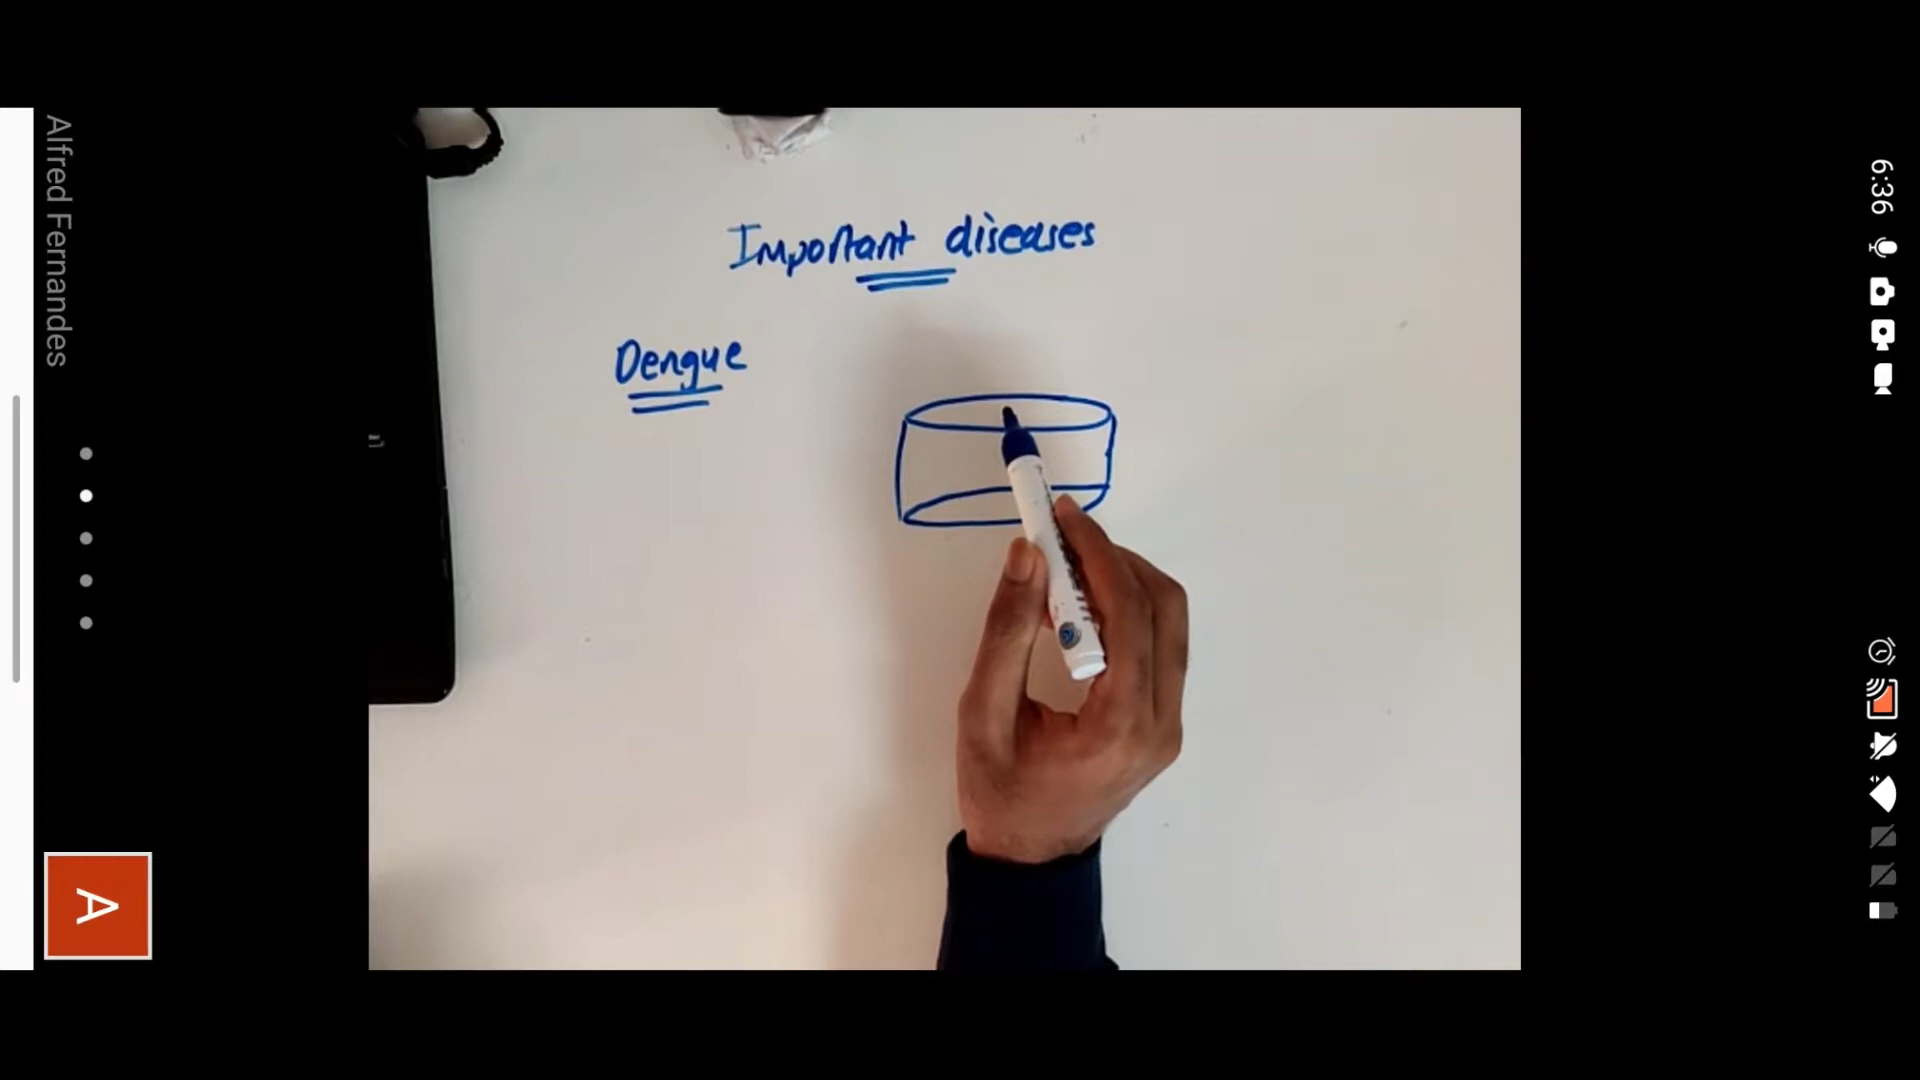 Important diseases
Dengue
Alfred Fernandes
A
6:36